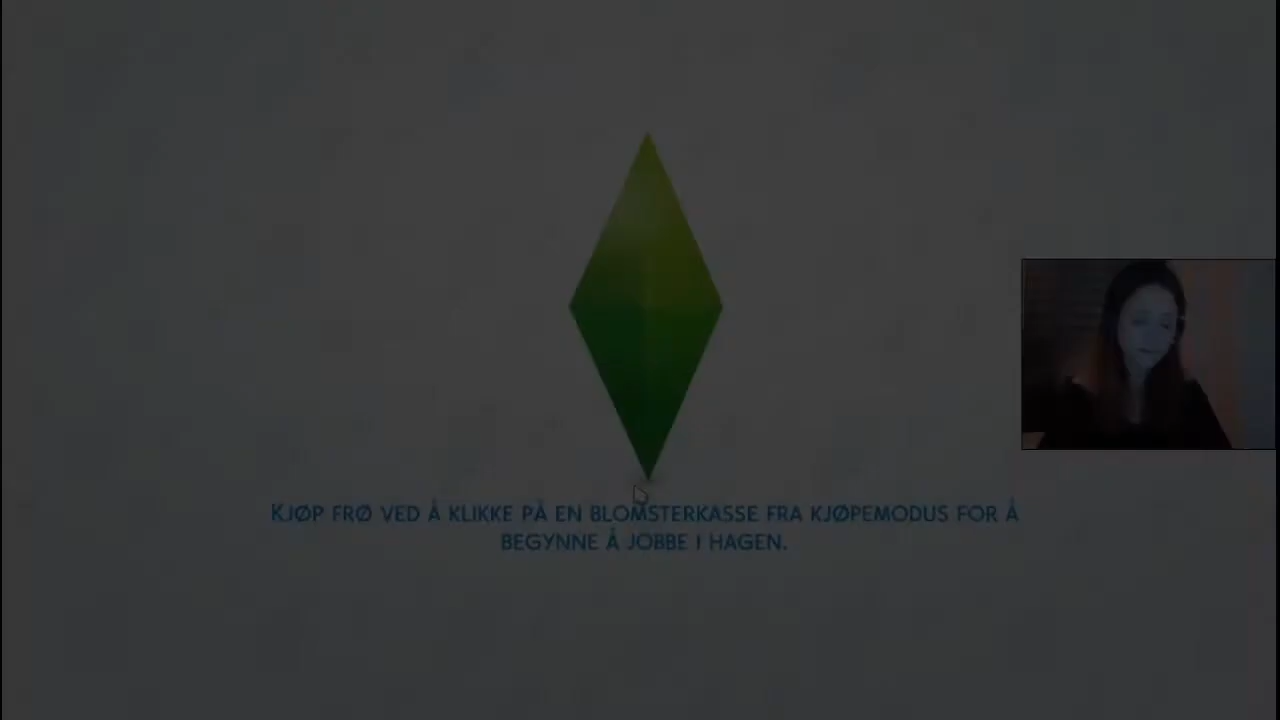 Kjøp frø ved å klikke på en blomsterkasse fra kjøpemodus for å
begynne å jobbe i hagen.